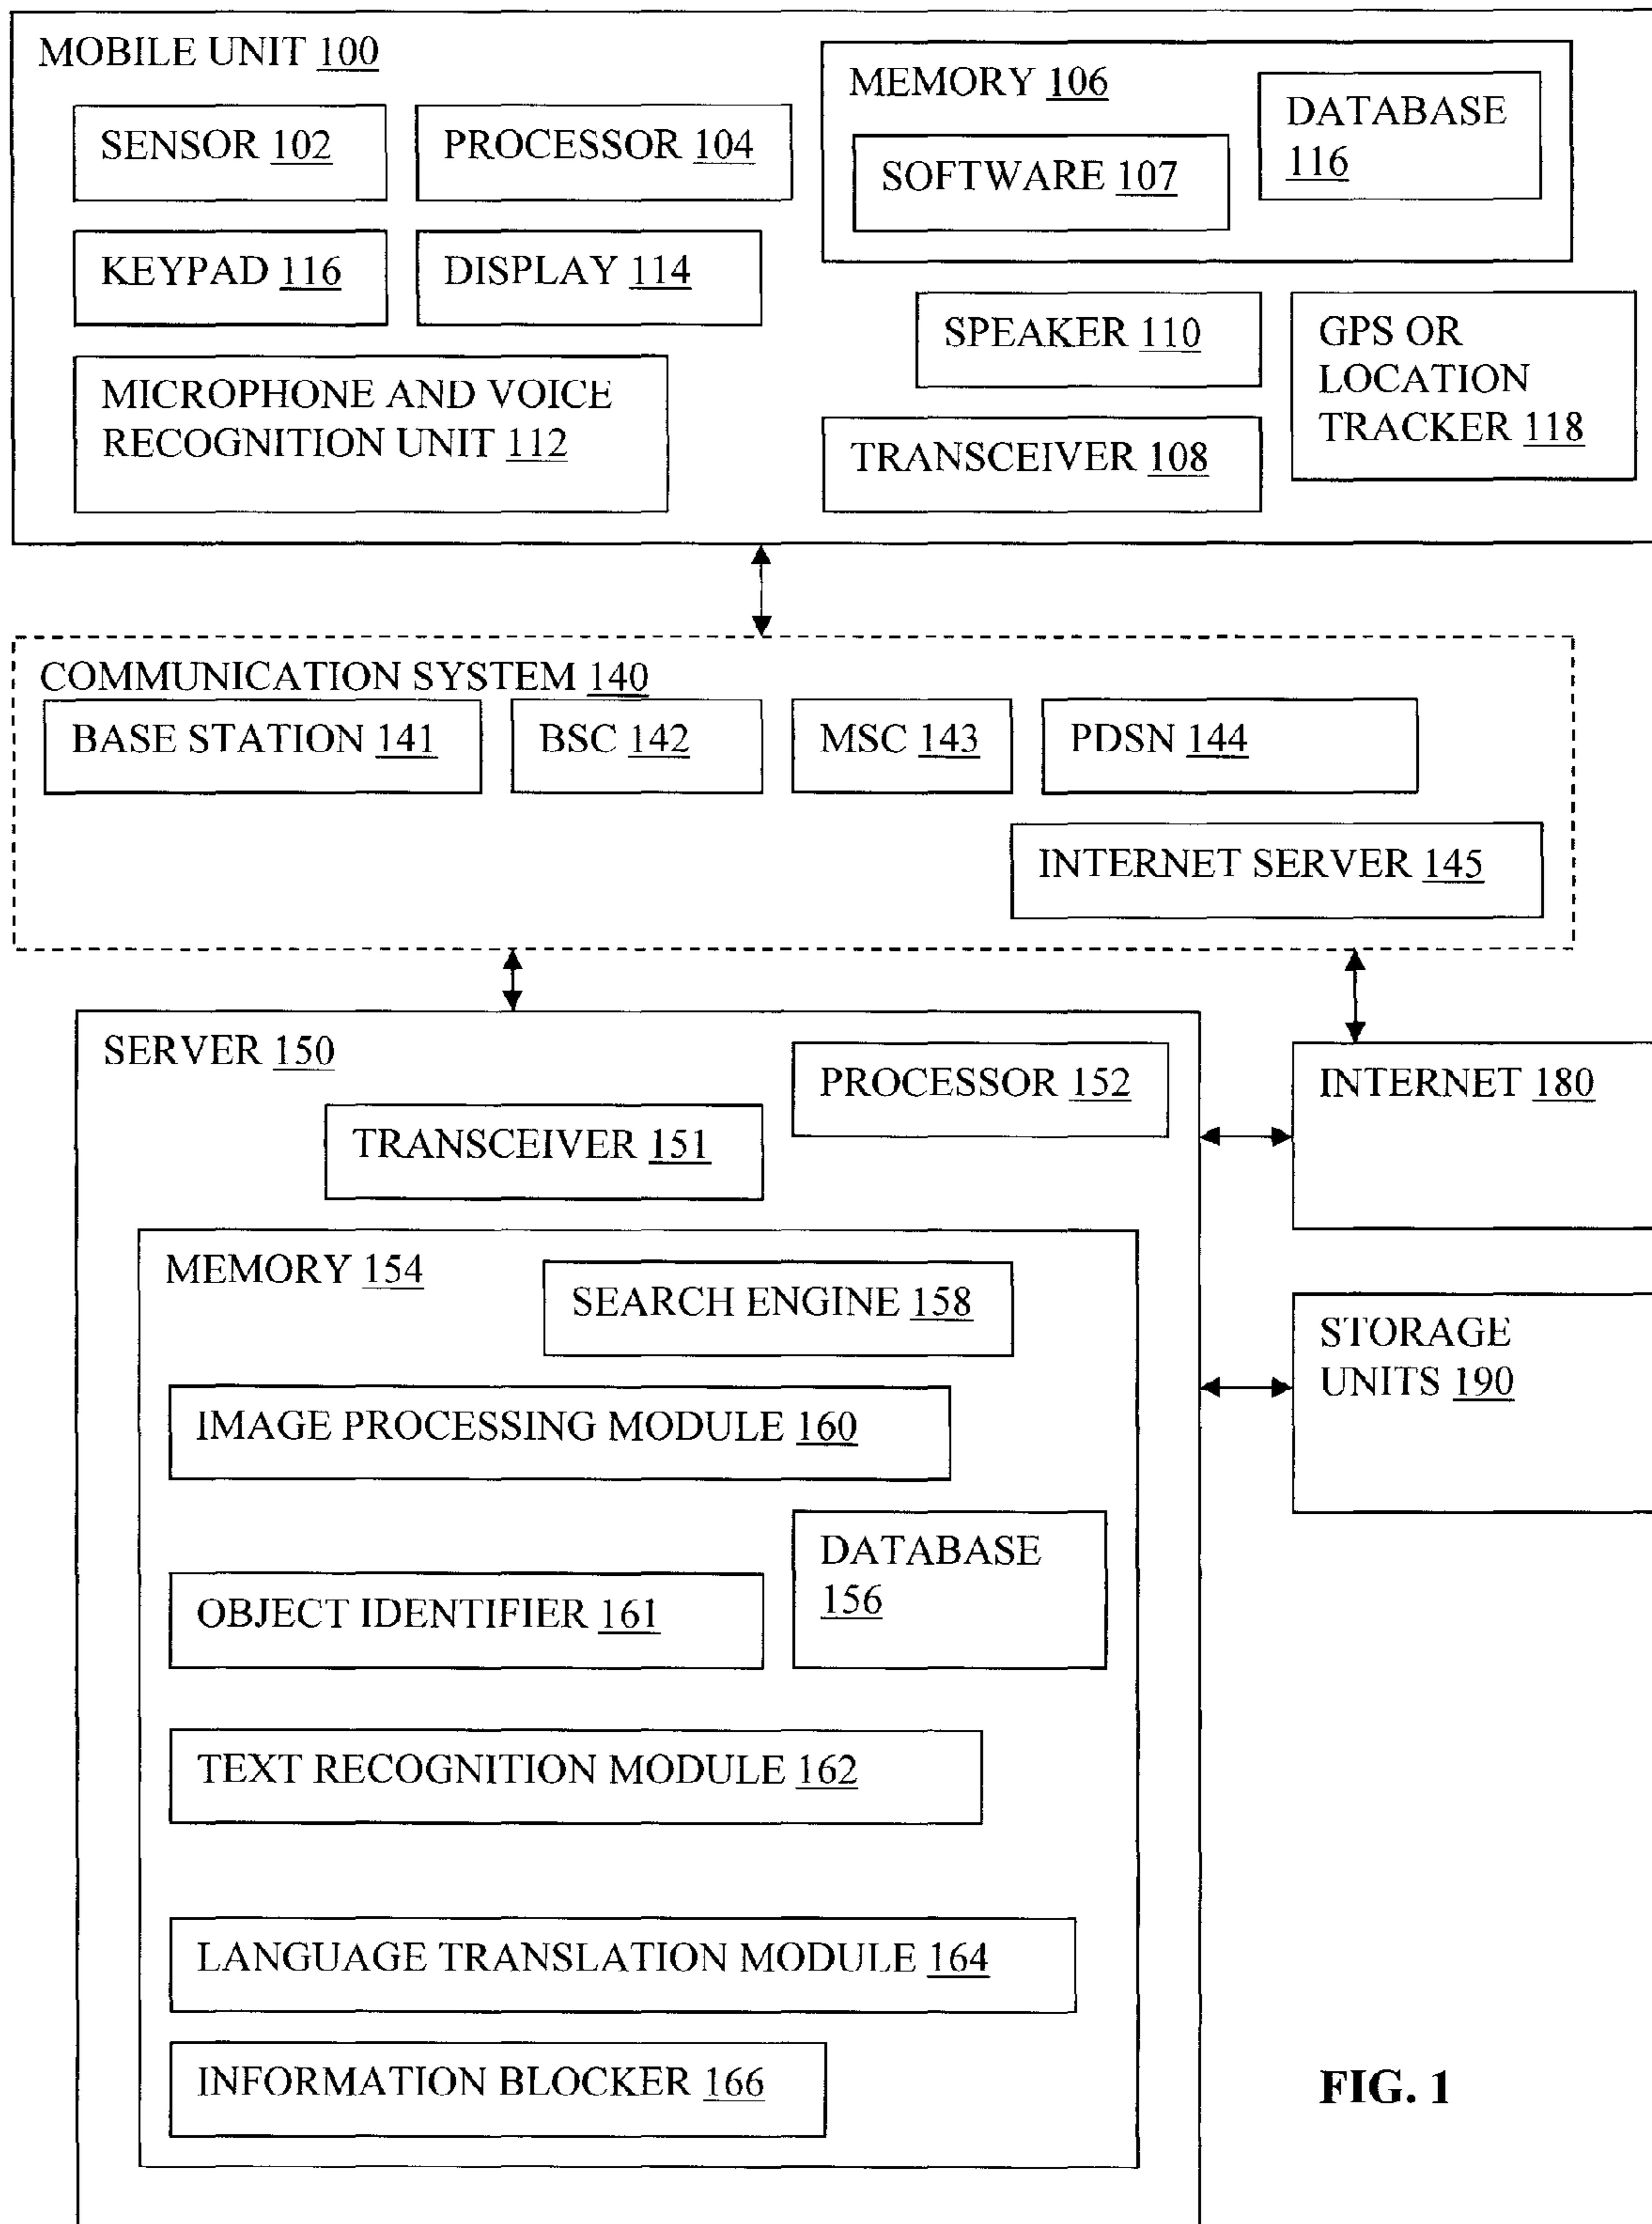 MOBILE UNIT 100
SENSOR 102
PROCESSOR 104
MEMORY 106
SOFTWARE 107
DATABASE
116
KEYPAD 116
DISPLAY 114
SPEAKER 110
GPS OR
LOCATION
TRACKER 118
MICROPHONE AND VOICE
RECOGNITION UNIT 112
TRANSCEIVER 108
COMMUNICATION SYSTEM 140
BASE STATION 141
BSC 142
MSC 143
PDSN 144
INTERNET SERVER 145
SERVER 150
PROCESSOR 152
TRANSCEIVER 151
INTERNET 180
MEMORY 154
SEARCH ENGINE 158
STORAGE
UNITS 190
IMAGE PROCESSING MODULE 160
DATABASE
156
OBJECT IDENTIFIER 161
TEXT RECOGNITION MODULE 162
LANGUAGE TRANSLATION MODULE 164
INFORMATION BLOCKER 166
FIG. 1